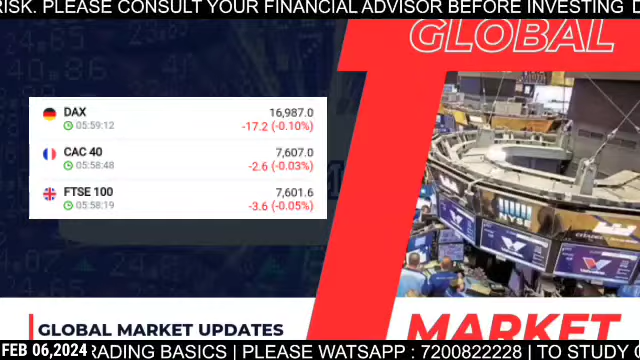 RISK. PLEASE CONSULT YOUR FINANCIAL ADVISOR BEFORE INVESTING
GLOBAL
DAX 16,987.0
05:59:12 -17.2 (-0.10%)
CAC 40 7,607.0
05:58:48 -2.6 (-0.03%)
FTSE 100 7,601.6
05:58:19 -3.6 (-0.05%)
GLOBAL MARKET UPDATES
MARKET
FEB 06,2024 RADING BASICS | PLEASE WATSAPP : 7200822228 | TO STUDY